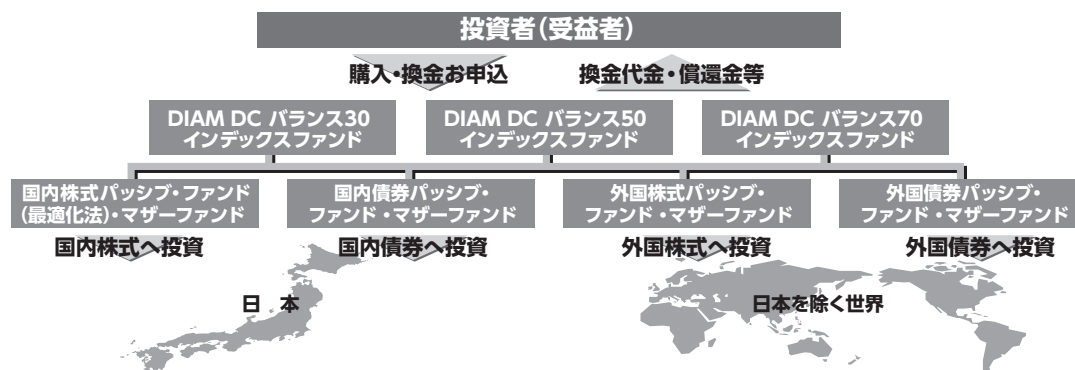 投資者(受益者)
購入・換金お申込
換金代金・償還金等
DIAM DC バランス30
インデックスファンド
DIAM DC バランス50
インデックスファンド
DIAM DC バランス70
インデックスファンド
国内株式パッシブ・ファンド
(最適化法)・マザーファンド
国内債券パッシブ・
ファンド・マザーファンド
外国株式パッシブ・
ファンド・マザーファンド
外国債券パッシブ・
ファンド・マザーファンド
国内株式へ投資
国内債券へ投資
外国株式へ投資
外国債券へ投資
日 本
日本を除く世界